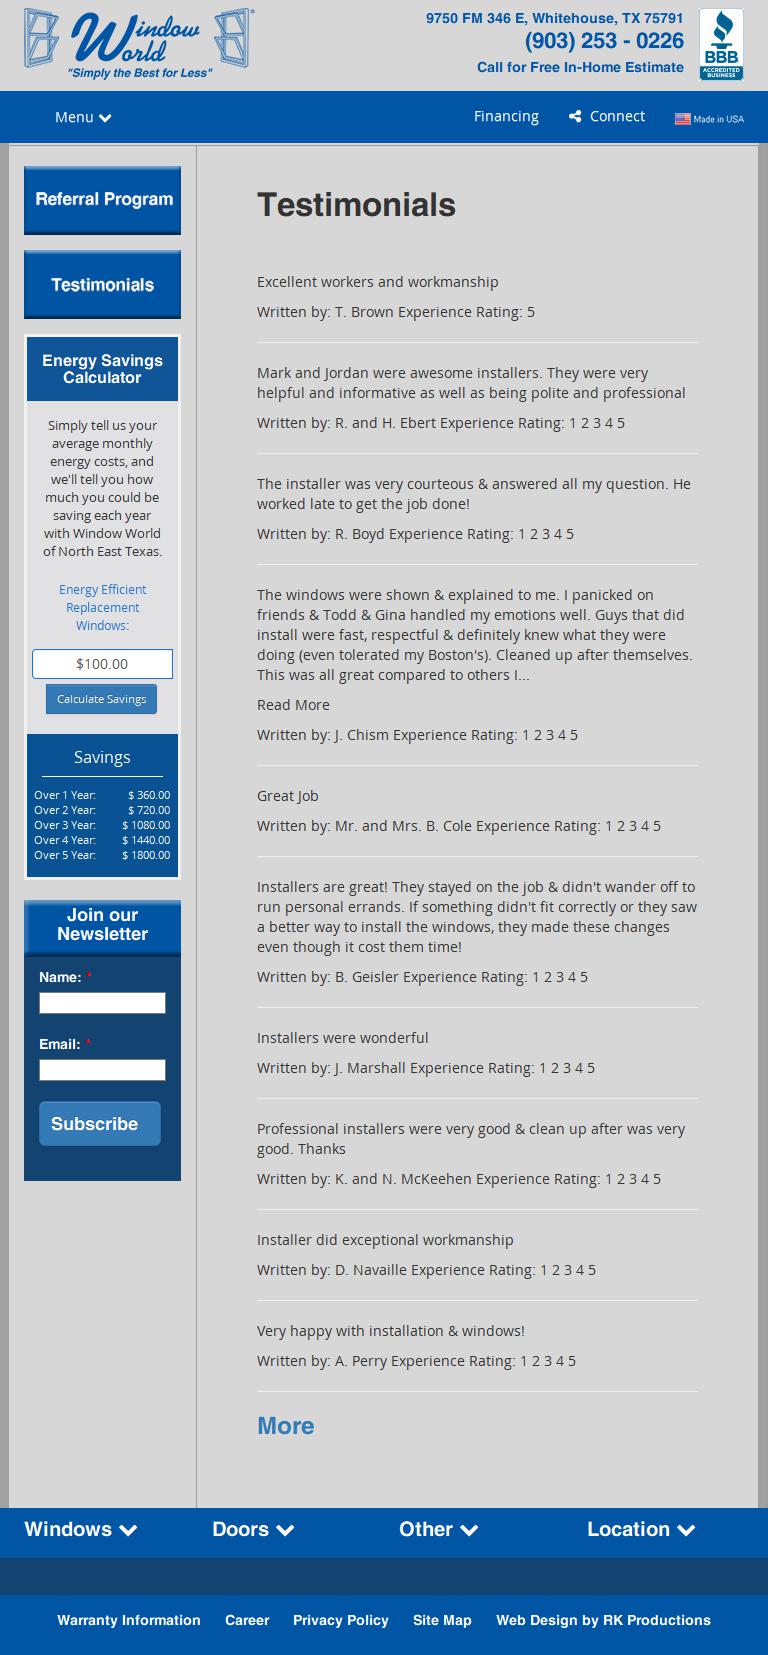 Window
World
®
"Simply the Best for Less"
9750 FM 346 E, Whitehouse, TX 75791
(903) 253 - 0226
Call for Free In-Home Estimate
BBB
ACCREDITED
BUSINESS
Menu
Financing
Connect
Made in USA
Referral Program
Testimonials
Energy Savings
Calculator
Simply tell us your
average monthly
energy costs, and
we'll tell you how
much you could be
saving each year
with Window World
of North East Texas.
Energy Efficient
Replacement
Windows:
$100.00
Calculate Savings
Savings
Over 1 Year: $ 360.00
Over 2 Year: $ 720.00
Over 3 Year: $ 1080.00
Over 4 Year: $ 1440.00
Over 5 Year: $ 1800.00
Join our
Newsletter
Name: *
Email: *
Subscribe
Testimonials
Excellent workers and workmanship
Written by: T. Brown Experience Rating: 5
Mark and Jordan were awesome installers. They were very
helpful and informative as well as being polite and professional
Written by: R. and H. Ebert Experience Rating: 1 2 3 4 5
The installer was very courteous & answered all my question. He
worked late to get the job done!
Written by: R. Boyd Experience Rating: 1 2 3 4 5
The windows were shown & explained to me. I panicked on
friends & Todd & Gina handled my emotions well. Guys that did
install were fast, respectful & definitely knew what they were
doing (even tolerated my Boston's). Cleaned up after themselves.
This was all great compared to others I...
Read More
Written by: J. Chism Experience Rating: 1 2 3 4 5
Great Job
Written by: Mr. and Mrs. B. Cole Experience Rating: 1 2 3 4 5
Installers are great! They stayed on the job & didn't wander off to
run personal errands. If something didn't fit correctly or they saw
a better way to install the windows, they made these changes
even though it cost them time!
Written by: B. Geisler Experience Rating: 1 2 3 4 5
Installers were wonderful
Written by: J. Marshall Experience Rating: 1 2 3 4 5
Professional installers were very good & clean up after was very
good. Thanks
Written by: K. and N. McKeehen Experience Rating: 1 2 3 4 5
Installer did exceptional workmanship
Written by: D. Navaille Experience Rating: 1 2 3 4 5
Very happy with installation & windows!
Written by: A. Perry Experience Rating: 1 2 3 4 5
More
Windows
Doors
Other
Location
Warranty Information
Career
Privacy Policy
Site Map
Web Design by RK Productions